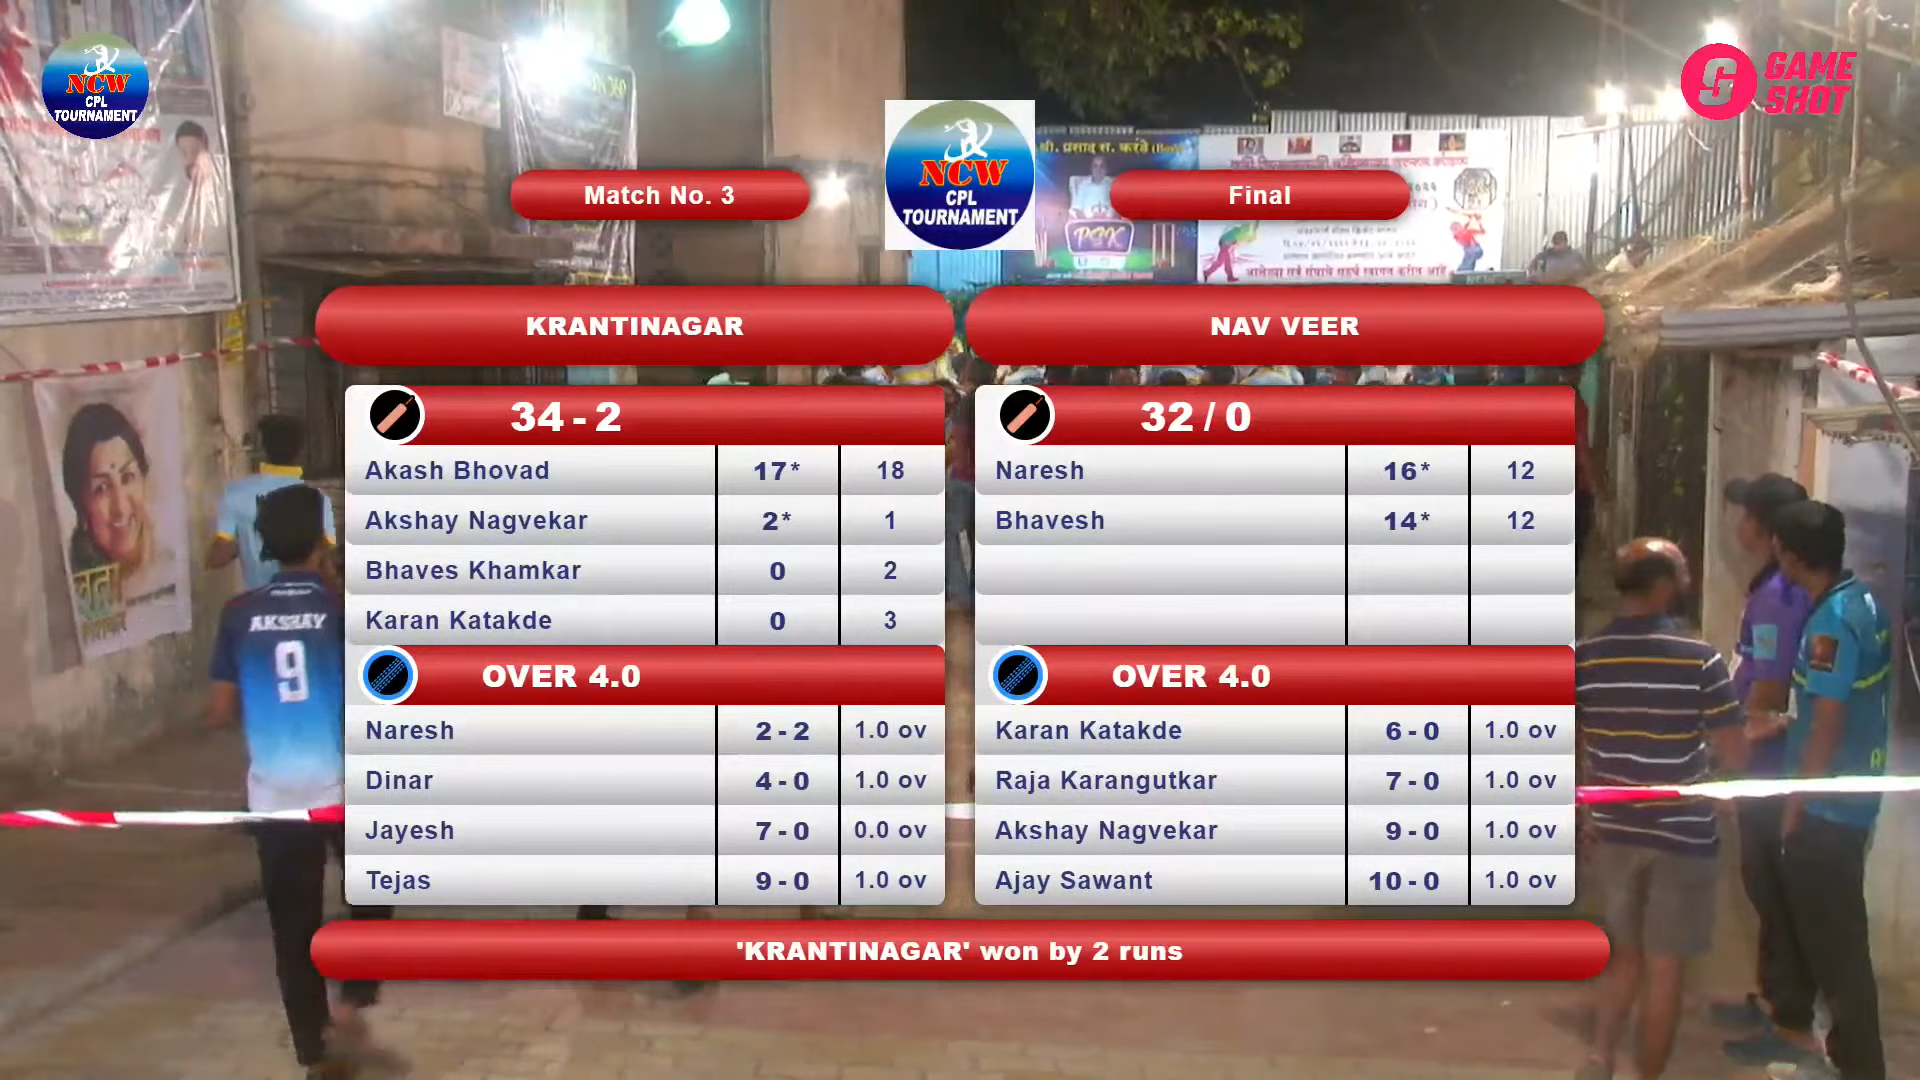 NCW
CPL
TOURNAMENT
GAME
SHOT
Match No. 3
NCW
CPL
TOURNAMENT
Final
श्री. प्रसाद स. करंडे
PSK
KRANTINAGAR
NAV VEER
34 - 2
Akash Bhovad 17* 18
Akshay Nagvekar 2* 1
Bhaves Khamkar 0 2
Karan Katakde 0 3
OVER 4.0
Naresh 2 - 2 1.0 ov
Dinar 4 - 0 1.0 ov
Jayesh 7 - 0 0.0 ov
Tejas 9 - 0 1.0 ov
32 / 0
Naresh 16* 12
Bhavesh 14* 12
OVER 4.0
Karan Katakde 6 - 0 1.0 ov
Raja Karangutkar 7 - 0 1.0 ov
Akshay Nagvekar 9 - 0 1.0 ov
Ajay Sawant 10 - 0 1.0 ov
AKSHAY
9
'KRANTINAGAR' won by 2 runs